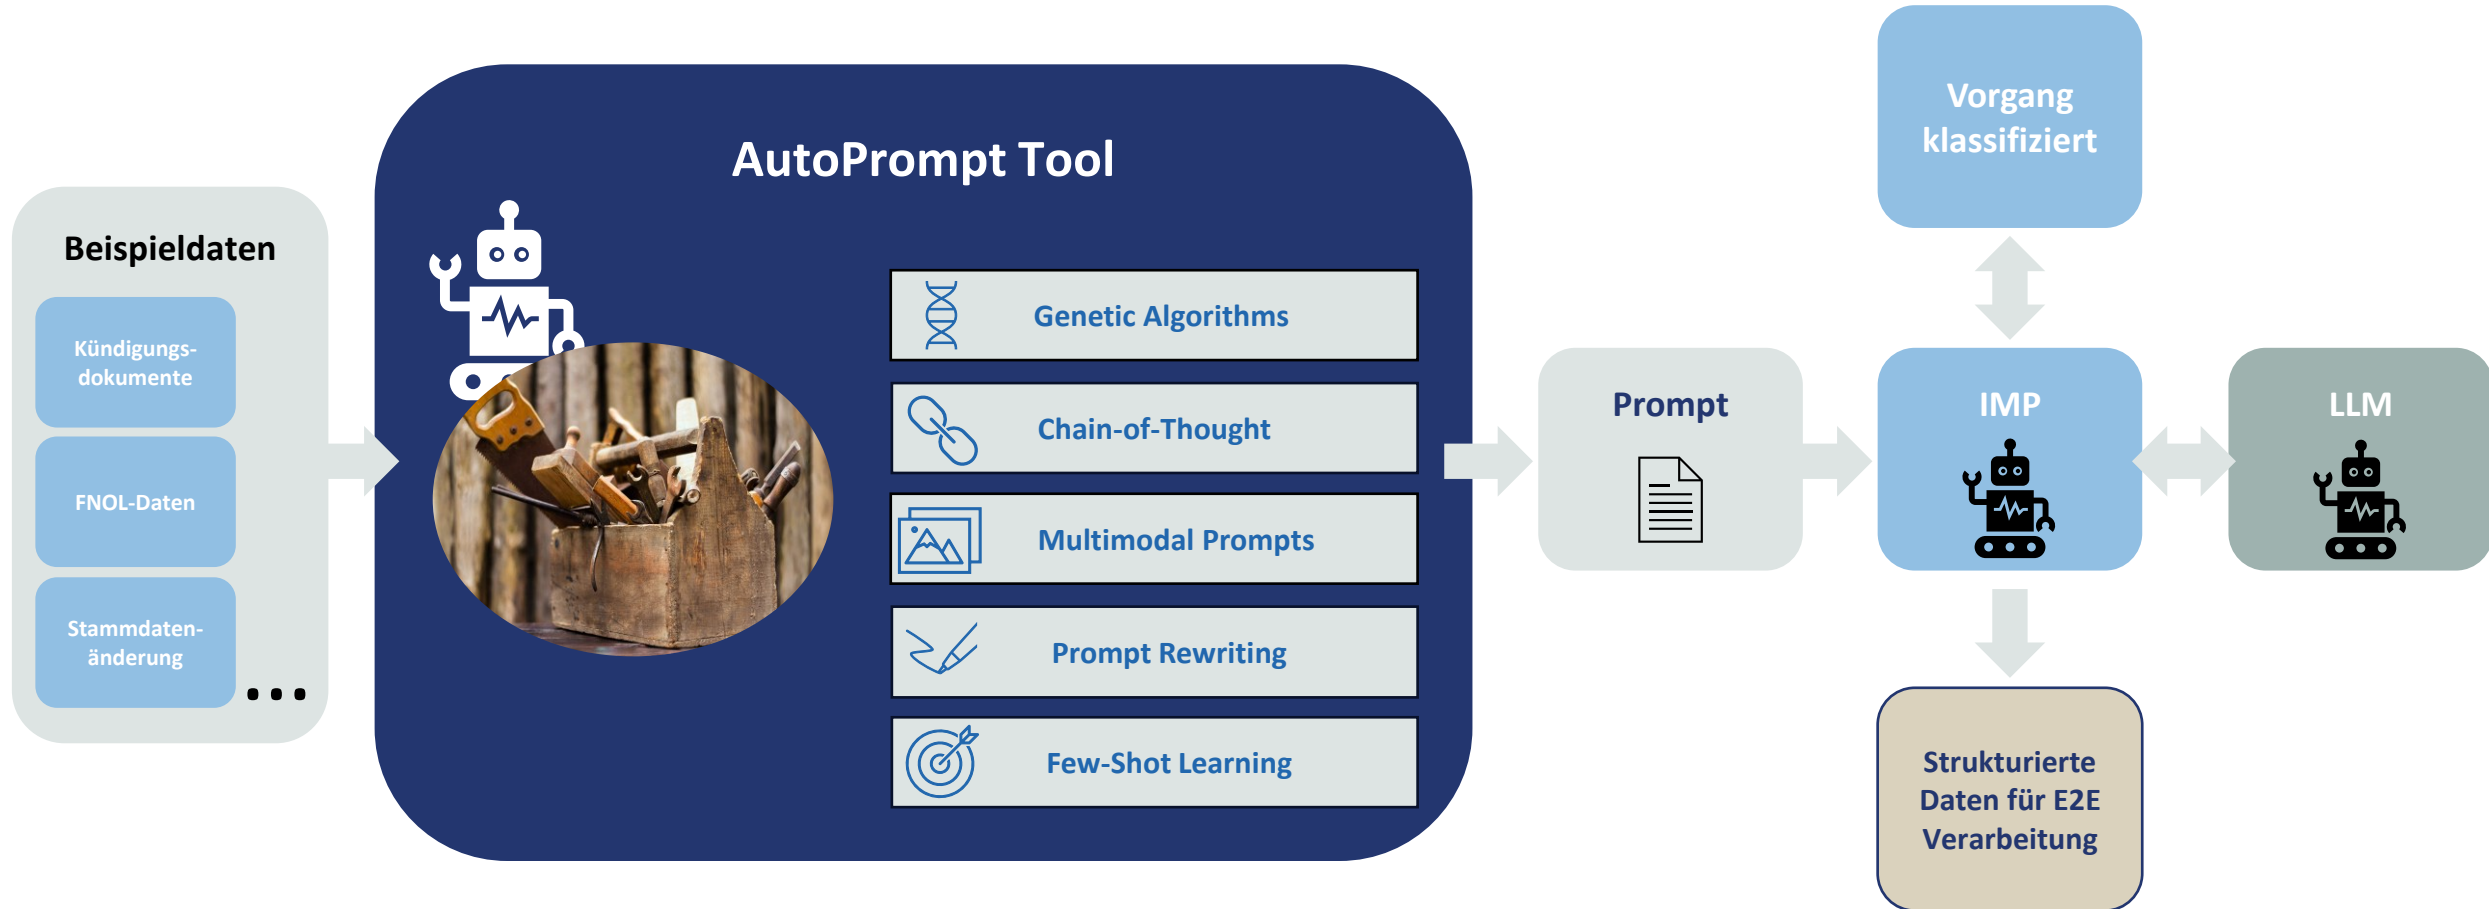 Beispieldaten
Kündigungs-
dokumente
FNOL-Daten
Stammdaten-
änderung
...
AutoPrompt Tool
Genetic Algorithms
Chain-of-Thought
Multimodal Prompts
Prompt Rewriting
Few-Shot Learning
Prompt
Vorgang
klassifiziert
IMP
LLM
Strukturierte
Daten für E2E
Verarbeitung